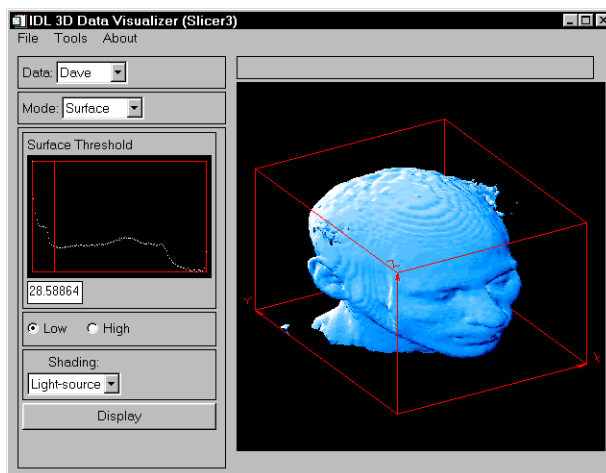 IDL 3D Data Visualizer (Slicer3)
File Tools About
Data: Dave
Mode: Surface
Surface Threshold
28.58864
Low High
Shading:
Light-source
Display
Z
Y
X